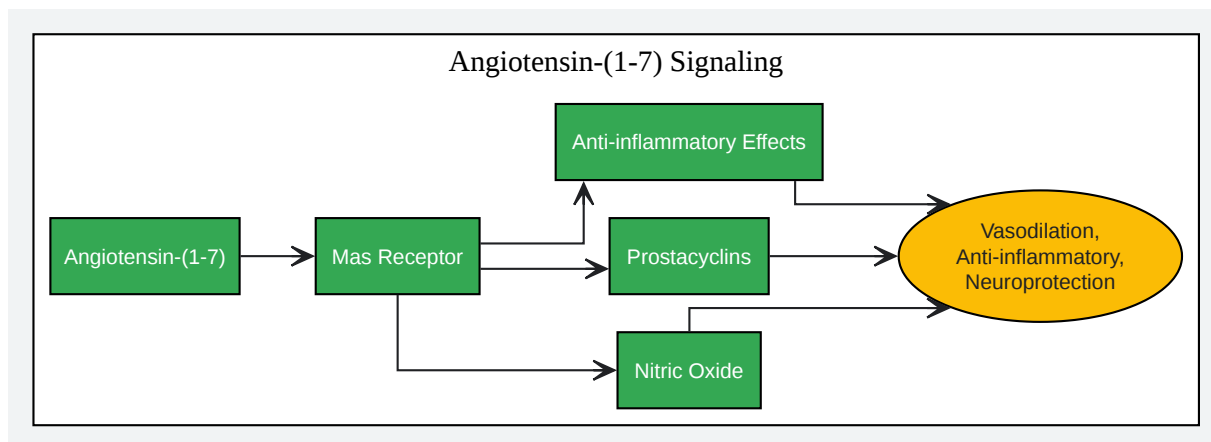 Angiotensin-(1-7) Signaling
Anti-inflammatory Effects
Angiotensin-(1-7)
Mas Receptor
Prostacyclins
Vasodilation,
Anti-inflammatory,
Neuroprotection
Nitric Oxide